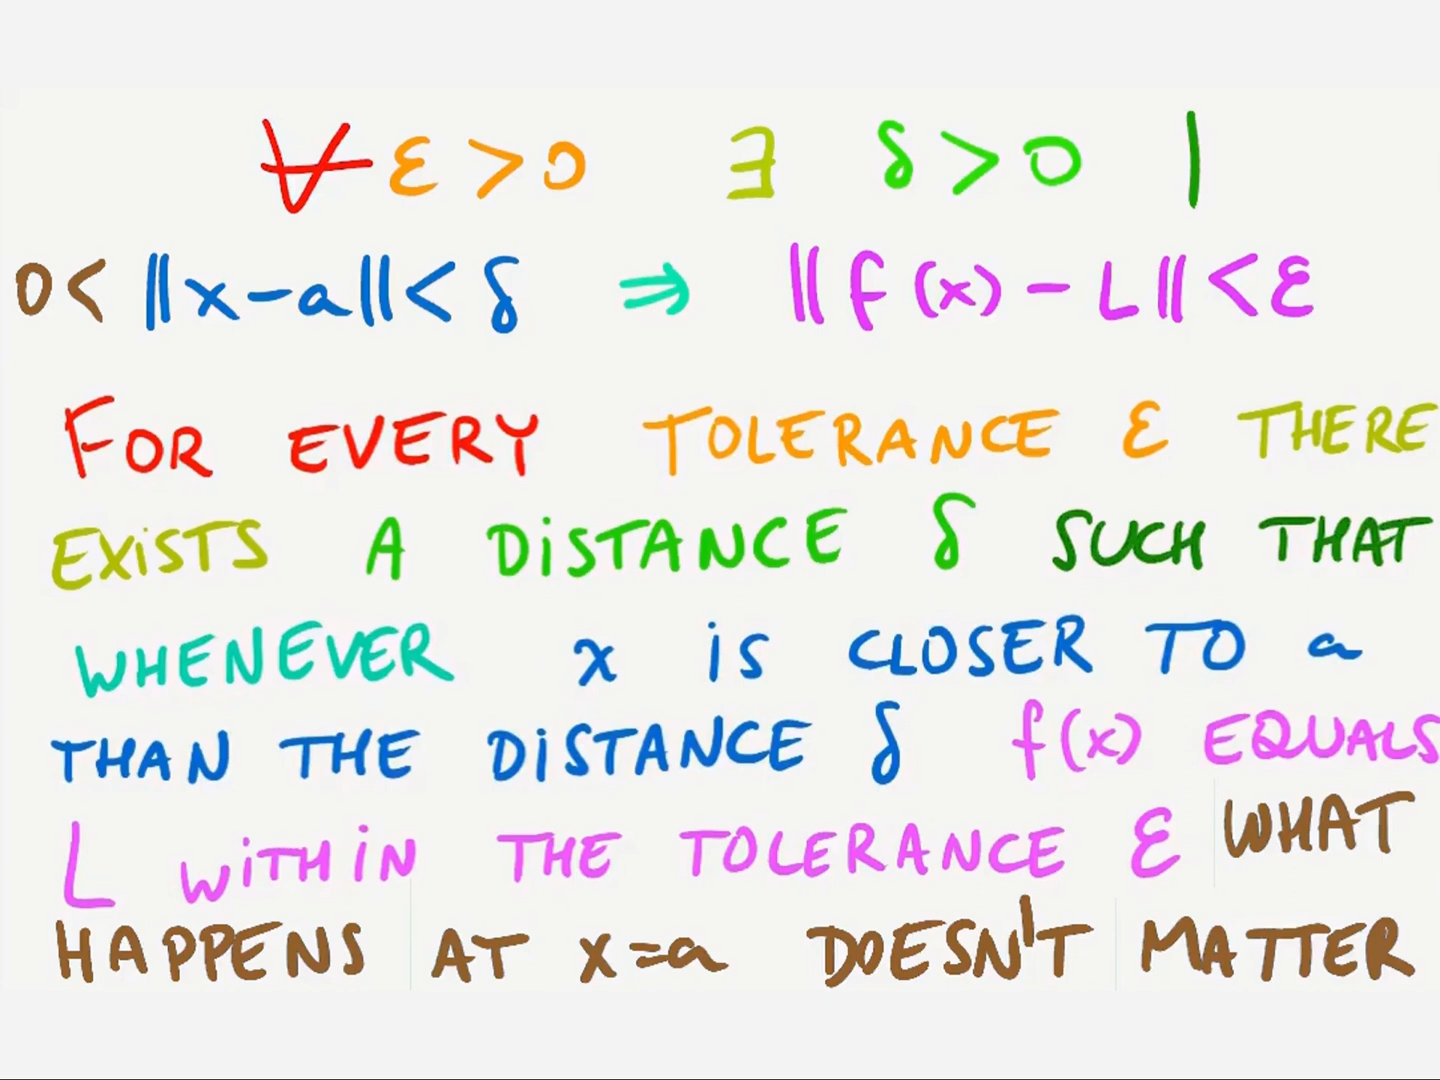 ∀ ε > 0 ∃ δ > 0 |
0 < ||x - a|| < δ ⇒ ||f(x) - L|| < ε
FOR EVERY TOLERANCE ε THERE
EXISTS A DISTANCE δ SUCH THAT
WHENEVER x IS CLOSER TO a
THAN THE DISTANCE δ f(x) EQUALS
L WITHIN THE TOLERANCE ε WHAT
HAPPENS AT x=a DOESN'T MATTER